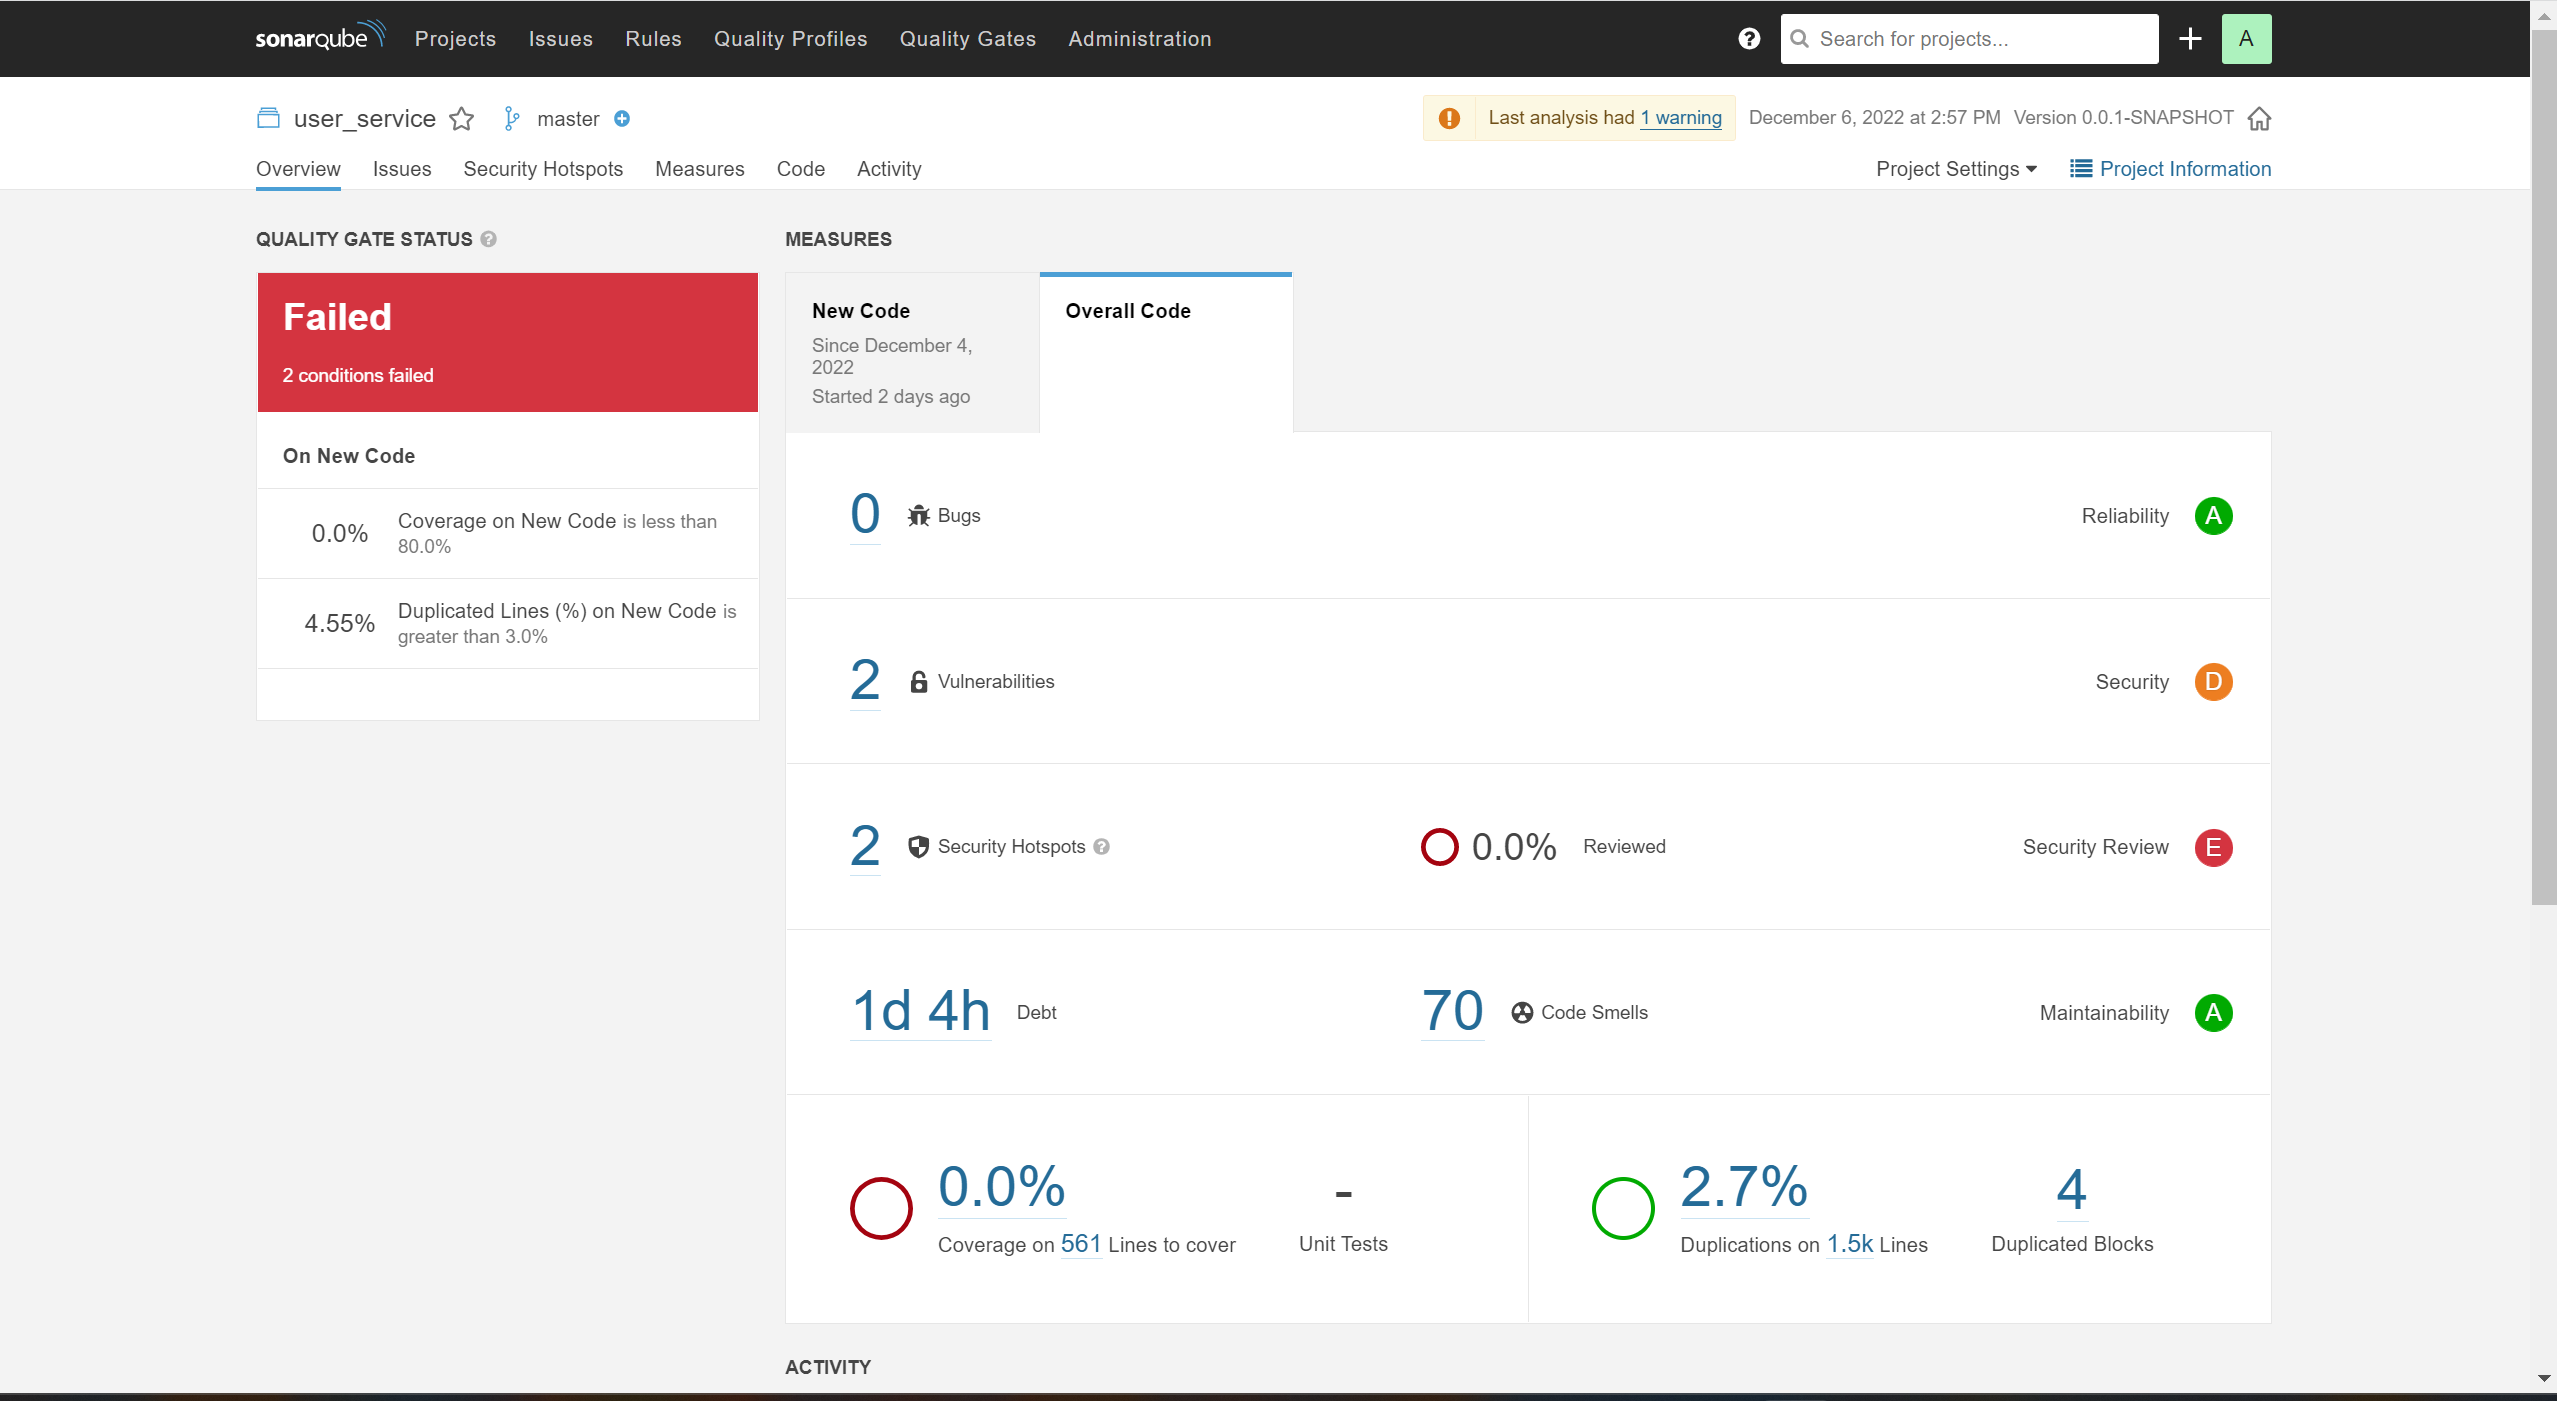 sonarqube Projects Issues Rules Quality Profiles Quality Gates Administration ? Search for projects... A
user_service master Last analysis had 1 warning December 6, 2022 at 2:57 PM Version 0.0.1-SNAPSHOT
Overview Issues Security Hotspots Measures Code Activity Project Settings Project Information
QUALITY GATE STATUS ?
Failed
2 conditions failed
On New Code
0.0% Coverage on New Code is less than
80.0%
4.55% Duplicated Lines (%) on New Code is
greater than 3.0%
MEASURES
New Code
Since December 4,
2022
Started 2 days ago
Overall Code
0 Bugs Reliability A
2 Vulnerabilities Security D
2 Security Hotspots ? 0.0% Reviewed Security Review E
1d 4h Debt 70 Code Smells Maintainability A
0.0%
Coverage on 561 Lines to cover
-
Unit Tests
2.7%
Duplications on 1.5k Lines
4
Duplicated Blocks
ACTIVITY